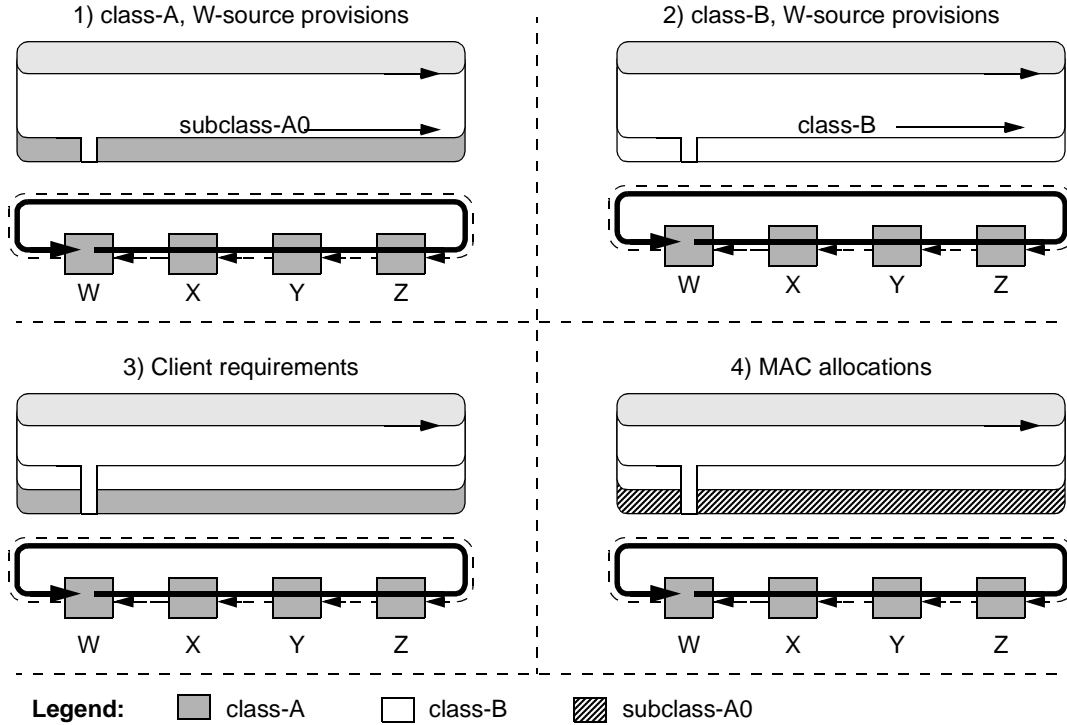 1) class-A, W-source provisions
2) class-B, W-source provisions
subclass-A0
class-B
W X Y Z
W X Y Z
3) Client requirements
4) MAC allocations
W X Y Z
W X Y Z
Legend: class-A class-B subclass-A0